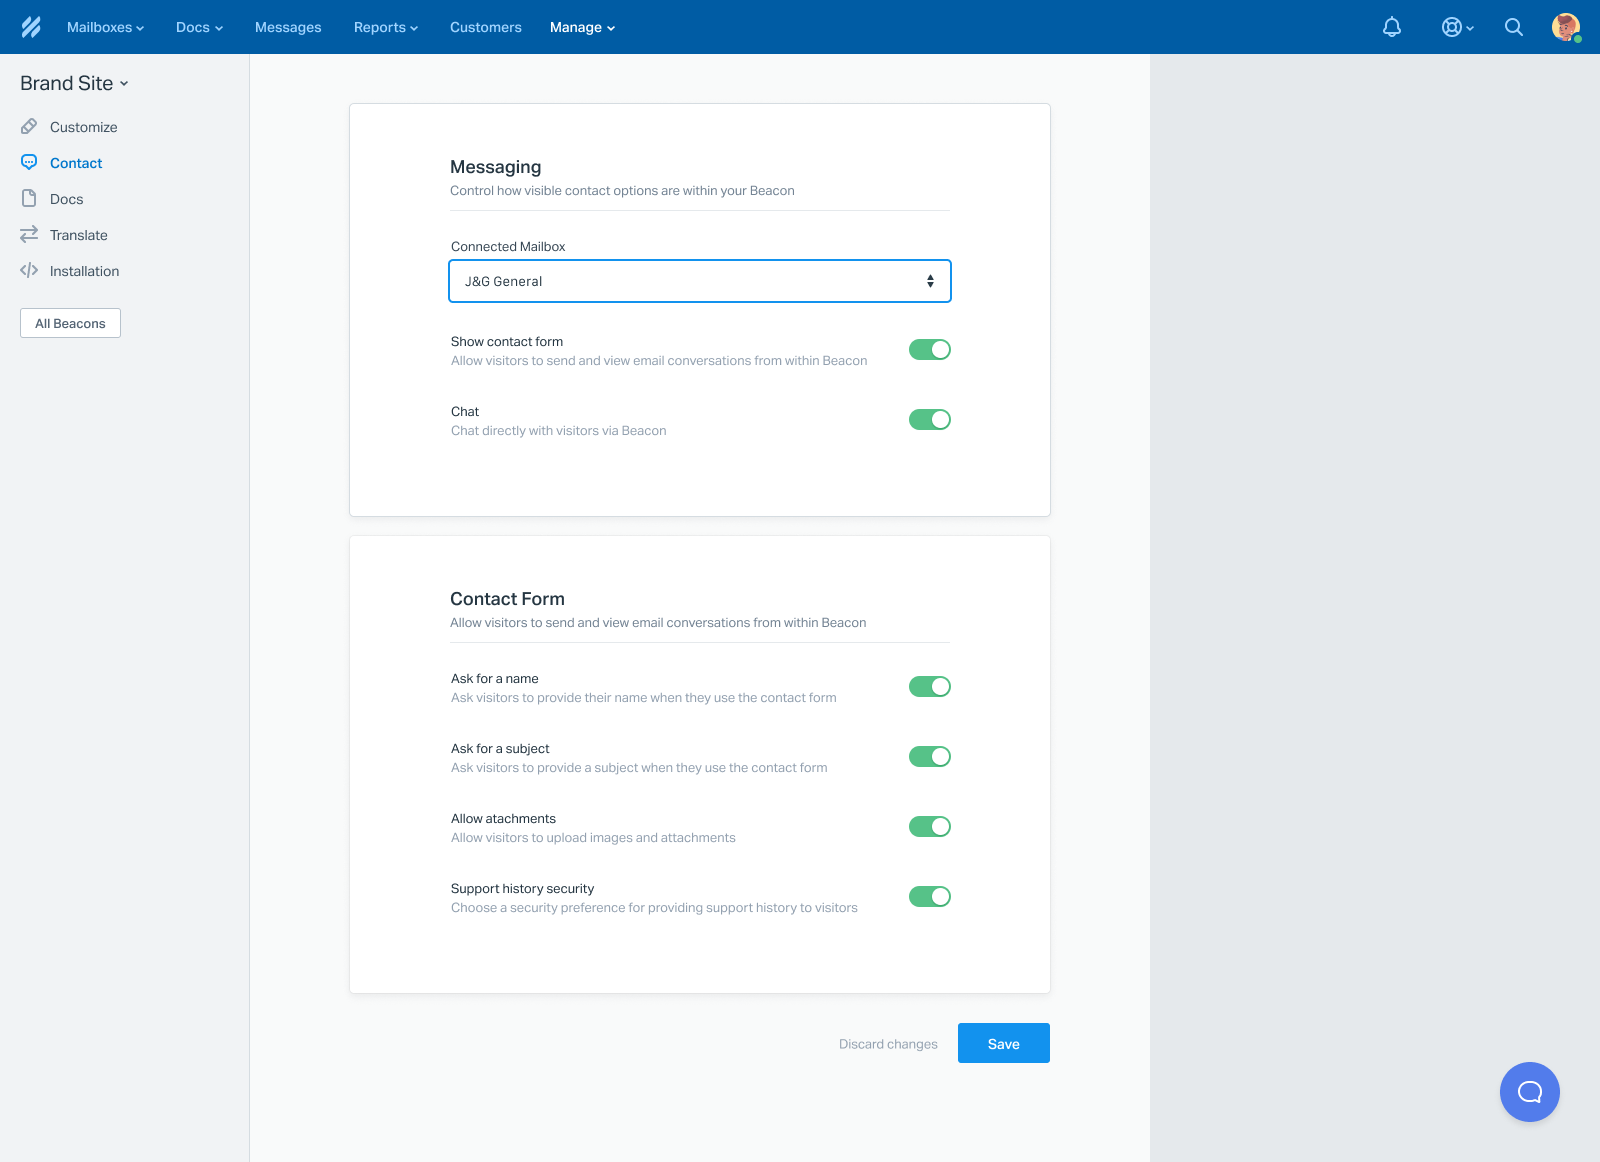 Mailboxes Docs Messages Reports Customers Manage
Brand Site
Customize
Contact
Docs
Translate
Installation
All Beacons
Messaging
Control how visible contact options are within your Beacon
Connected Mailbox
J&G General
Show contact form
Allow visitors to send and view email conversations from within Beacon
Chat
Chat directly with visitors via Beacon
Contact Form
Allow visitors to send and view email conversations from within Beacon
Ask for a name
Ask visitors to provide their name when they use the contact form
Ask for a subject
Ask visitors to provide a subject when they use the contact form
Allow atachments
Allow visitors to upload images and attachments
Support history security
Choose a security preference for providing support history to visitors
Discard changes Save